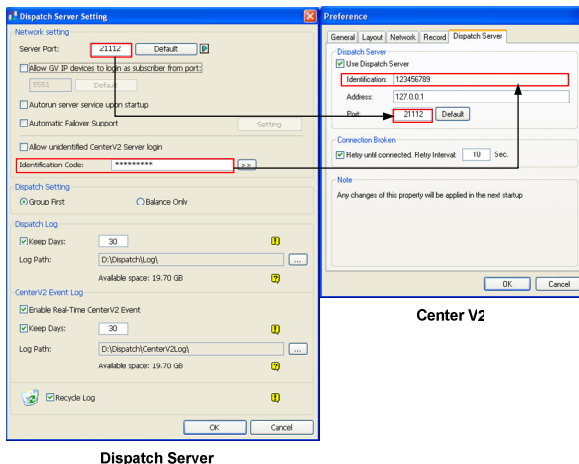 Dispatch Server Setting
Network setting
Server Port: 21112 Default
Allow GV IP devices to login as subscriber from port:
5551 Default
Autorun server service upon startup
Automatic Failover Support Setting
Allow unidentified CenterV2 Server login
Identification Code: ********* >>
Dispatch Setting
Group First Balance Only
Dispatch Log
Keep Days: 30
Log Path: D:\Dispatch\Log\ ...
Available space: 19.70 GB
CenterV2 Event Log
Enable Real-Time CenterV2 Event
Keep Days: 30
Log Path: D:\Dispatch\CenterV2Log\ ...
Available space: 19.70 GB
Recycle Log
OK Cancel
Dispatch Server
Preference
General Layout Network Record Dispatch Server
Dispatch Server
Use Dispatch Server
Identification: 123456789
Address: 127.0.0.1
Port: 21112 Default
Connection Broken
Retry until connected. Retry Interval: 10 Sec.
Note
Any changes of this property will be applied in the next startup
OK Cancel
Center V2